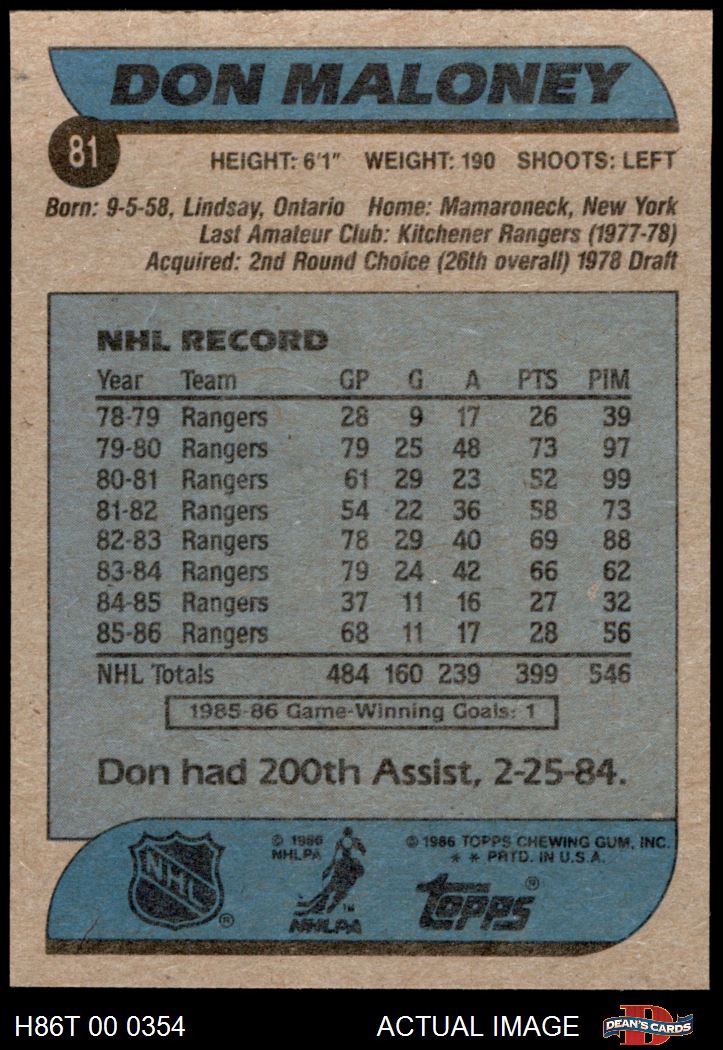 DON MALONEY
81
HEIGHT: 6'1" WEIGHT: 190 SHOOTS: LEFT
Born: 9-5-58, Lindsay, Ontario Home: Mamaroneck, New York
Last Amateur Club: Kitchener Rangers (1977-78)
Acquired: 2nd Round Choice (26th overall) 1978 Draft
NHL RECORD
Year Team GP G A PTS PIM
78-79 Rangers 28 9 17 26 39
79-80 Rangers 79 25 48 73 97
80-81 Rangers 61 29 23 52 99
81-82 Rangers 54 22 36 58 73
82-83 Rangers 78 29 40 69 88
83-84 Rangers 79 24 42 66 62
84-85 Rangers 37 11 16 27 32
85-86 Rangers 68 11 17 28 56
NHL Totals 484 160 239 399 546
1985-86 Game-Winning Goals: 1
Don had 200th Assist, 2-25-84.
NHL ®
© 1986
NHLPA
™
NHLPA
© 1986 TOPPS CHEWING GUM, INC.
* * PRTD. IN U.S.A.
Topps ®
H86T 00 0354 ACTUAL IMAGE
D
DEAN'S CARDS